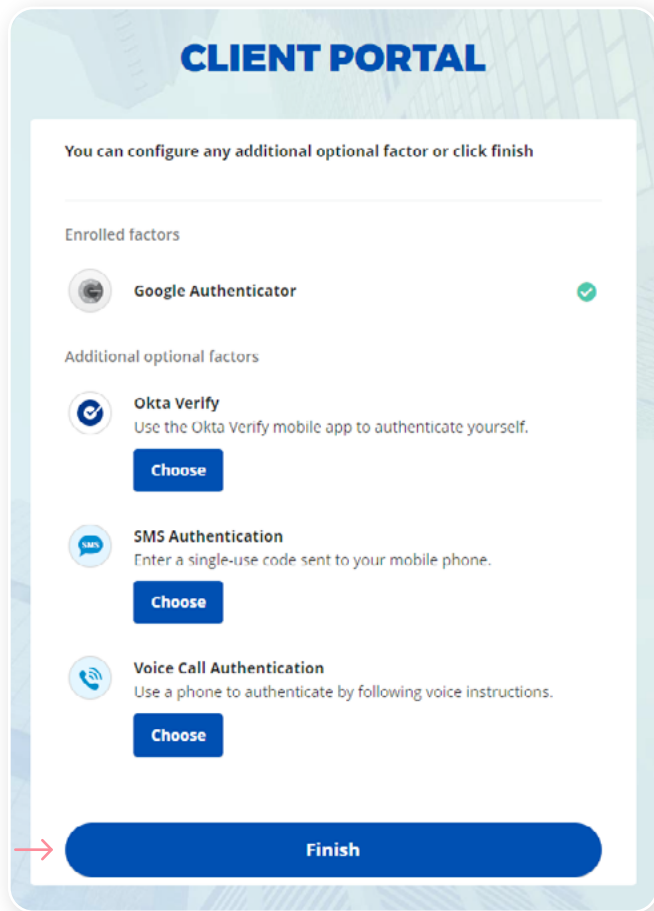 CLIENT PORTAL
You can configure any additional optional factor or click finish
Enrolled factors
Google Authenticator
Additional optional factors
Okta Verify
Use the Okta Verify mobile app to authenticate yourself.
Choose
SMS
SMS Authentication
Enter a single-use code sent to your mobile phone.
Choose
Voice Call Authentication
Use a phone to authenticate by following voice instructions.
Choose
Finish